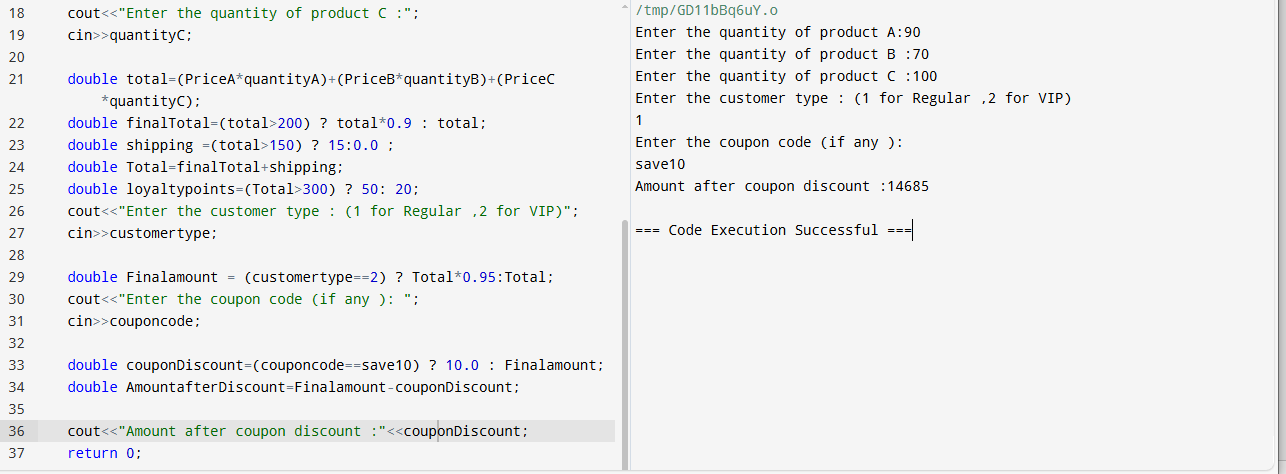 18 cout<<"Enter the quantity of product C :";
19 cin>>quantityC;
20
21 double total=(PriceA*quantityA)+(PriceB*quantityB)+(PriceC
*quantityC);
22 double finalTotal=(total>200) ? total*0.9 : total;
23 double shipping =(total>150) ? 15:0.0 ;
24 double Total=finalTotal+shipping;
25 double loyaltypoints=(Total>300) ? 50: 20;
26 cout<<"Enter the customer type : (1 for Regular ,2 for VIP)";
27 cin>>customertype;
28
29 double Finalamount = (customertype==2) ? Total*0.95:Total;
30 cout<<"Enter the coupon code (if any ): ";
31 cin>>couponcode;
32
33 double couponDiscount=(couponcode==save10) ? 10.0 : Finalamount;
34 double AmountafterDiscount=Finalamount-couponDiscount;
35
36 cout<<"Amount after coupon discount :"<<couponDiscount;
37 return 0;
/tmp/GD11bBq6uY.o
Enter the quantity of product A:90
Enter the quantity of product B :70
Enter the quantity of product C :100
Enter the customer type : (1 for Regular ,2 for VIP)
1
Enter the coupon code (if any ):
save10
Amount after coupon discount :14685
=== Code Execution Successful ===